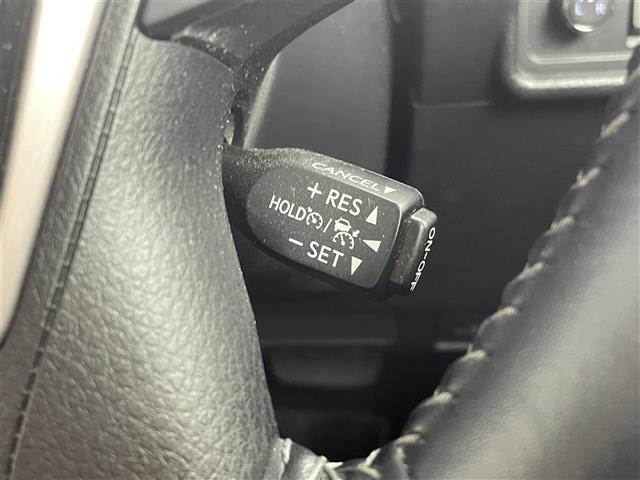 CANCEL▼
+ RES ▲
HOLD / ◀
− SET ▼
ON-OFF